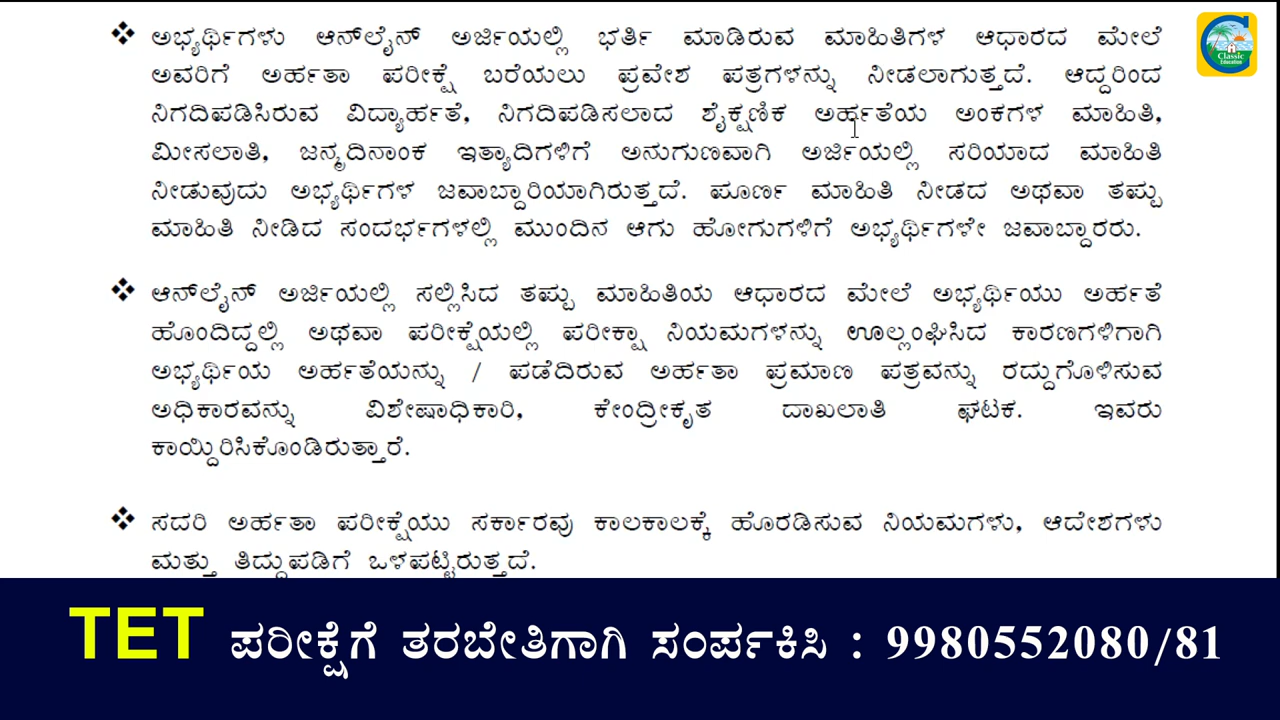 ❖ ಅಭ್ಯರ್ಥಿಗಳು ಆನ್‌ಲೈನ್ ಅರ್ಜಿಯಲ್ಲಿ ಭರ್ತಿ ಮಾಡಿರುವ ಮಾಹಿತಿಗಳ ಆಧಾರದ ಮೇಲೆ
ಅವರಿಗೆ ಅರ್ಹತಾ ಪರೀಕ್ಷೆ ಬರೆಯಲು ಪ್ರವೇಶ ಪತ್ರಗಳನ್ನು ನೀಡಲಾಗುತ್ತದೆ. ಆದ್ದರಿಂದ
ನಿಗದಿಪಡಿಸಿರುವ ವಿದ್ಯಾರ್ಹತೆ, ನಿಗದಿಪಡಿಸಲಾದ ಶೈಕ್ಷಣಿಕ ಅರ್ಹತೆಯ ಅಂಕಗಳ ಮಾಹಿತಿ,
ಮೀಸಲಾತಿ, ಜನ್ಮದಿನಾಂಕ ಇತ್ಯಾದಿಗಳಿಗೆ ಅನುಗುಣವಾಗಿ ಅರ್ಜಿಯಲ್ಲಿ ಸರಿಯಾದ ಮಾಹಿತಿ
ನೀಡುವುದು ಅಭ್ಯರ್ಥಿಗಳ ಜವಾಬ್ದಾರಿಯಾಗಿರುತ್ತದೆ. ಪೂರ್ಣ ಮಾಹಿತಿ ನೀಡದ ಅಥವಾ ತಪ್ಪು
ಮಾಹಿತಿ ನೀಡಿದ ಸಂದರ್ಭಗಳಲ್ಲಿ ಮುಂದಿನ ಆಗು ಹೋಗುಗಳಿಗೆ ಅಭ್ಯರ್ಥಿಗಳೇ ಜವಾಬ್ದಾರರು.
❖ ಆನ್‌ಲೈನ್ ಅರ್ಜಿಯಲ್ಲಿ ಸಲ್ಲಿಸಿದ ತಪ್ಪು ಮಾಹಿತಿಯ ಆಧಾರದ ಮೇಲೆ ಅಭ್ಯರ್ಥಿಯು ಅರ್ಹತೆ
ಹೊಂದಿದ್ದಲ್ಲಿ ಅಥವಾ ಪರೀಕ್ಷೆಯಲ್ಲಿ ಪರೀಕ್ಷಾ ನಿಯಮಗಳನ್ನು ಊಲ್ಲಂಘಿಸಿದ ಕಾರಣಗಳಿಗಾಗಿ
ಅಭ್ಯರ್ಥಿಯ ಅರ್ಹತೆಯನ್ನು / ಪಡೆದಿರುವ ಅರ್ಹತಾ ಪ್ರಮಾಣ ಪತ್ರವನ್ನು ರದ್ದುಗೊಳಿಸುವ
ಅಧಿಕಾರವನ್ನು ವಿಶೇಷಾಧಿಕಾರಿ, ಕೇಂದ್ರೀಕೃತ ದಾಖಲಾತಿ ಘಟಕ. ಇವರು
ಕಾಯ್ದಿರಿಸಿಕೊಂಡಿರುತ್ತಾರೆ.
❖ ಸದರಿ ಅರ್ಹತಾ ಪರೀಕ್ಷೆಯು ಸರ್ಕಾರವು ಕಾಲಕಾಲಕ್ಕೆ ಹೊರಡಿಸುವ ನಿಯಮಗಳು, ಆದೇಶಗಳು
ಮತ್ತು ತಿದ್ದುಪಡಿಗೆ ಒಳಪಟ್ಟಿರುತ್ತದೆ.
Classic
Education
TET ಪರೀಕ್ಷೆಗೆ ತರಬೇತಿಗಾಗಿ ಸಂಪರ್ಕಿಸಿ : 9980552080/81